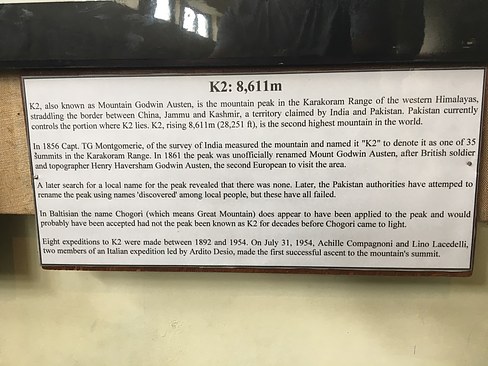 K2: 8,611m
K2, also known as Mountain Godwin Austen, is the mountain peak in the Karakoram Range of the western Himalayas,
straddling the border between China, Jammu and Kashmir, a territory claimed by India and Pakistan. Pakistan currently
controls the portion where K2 lies. K2, rising 8,611m (28,251 ft), is the second highest mountain in the world.
In 1856 Capt. TG Montgomerie, of the survey of India measured the mountain and named it "K2" to denote it as one of 35
summits in the Karakoram Range. In 1861 the peak was unofficially renamed Mount Godwin Austen, after British soldier
and topographer Henry Haversham Godwin Austen, the second European to visit the area.
A later search for a local name for the peak revealed that there was none. Later, the Pakistan authorities have attemped to
rename the peak using names 'discovered' among local people, but these have all failed.
In Baltisian the name Chogori (which means Great Mountain) does appear to have been applied to the peak and would
probably have been accepted had not the peak been known as K2 for decades before Chogori came to light.
Eight expeditions to K2 were made between 1892 and 1954. On July 31, 1954, Achille Compagnoni and Lino Lacedelli,
two members of an Italian expedition led by Ardito Desio, made the first successful ascent to the mountain's summit.